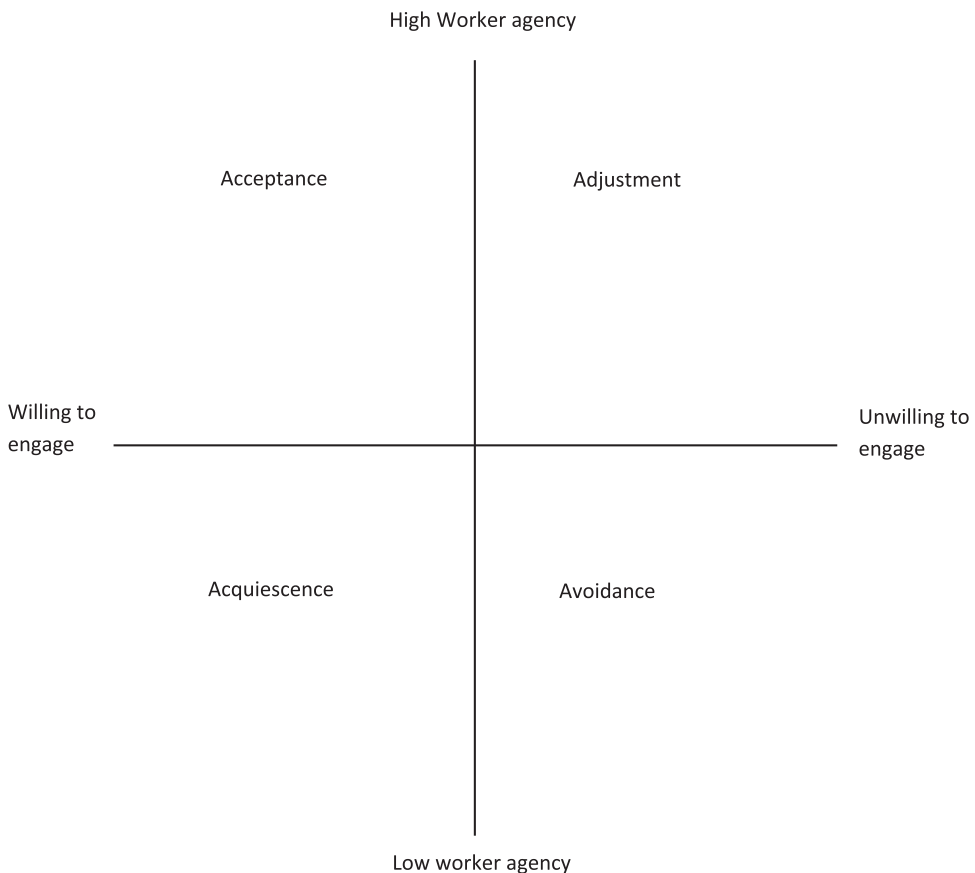 High Worker agency
Acceptance
Adjustment
Willing to
engage
Unwilling to
engage
Acquiescence
Avoidance
Low worker agency